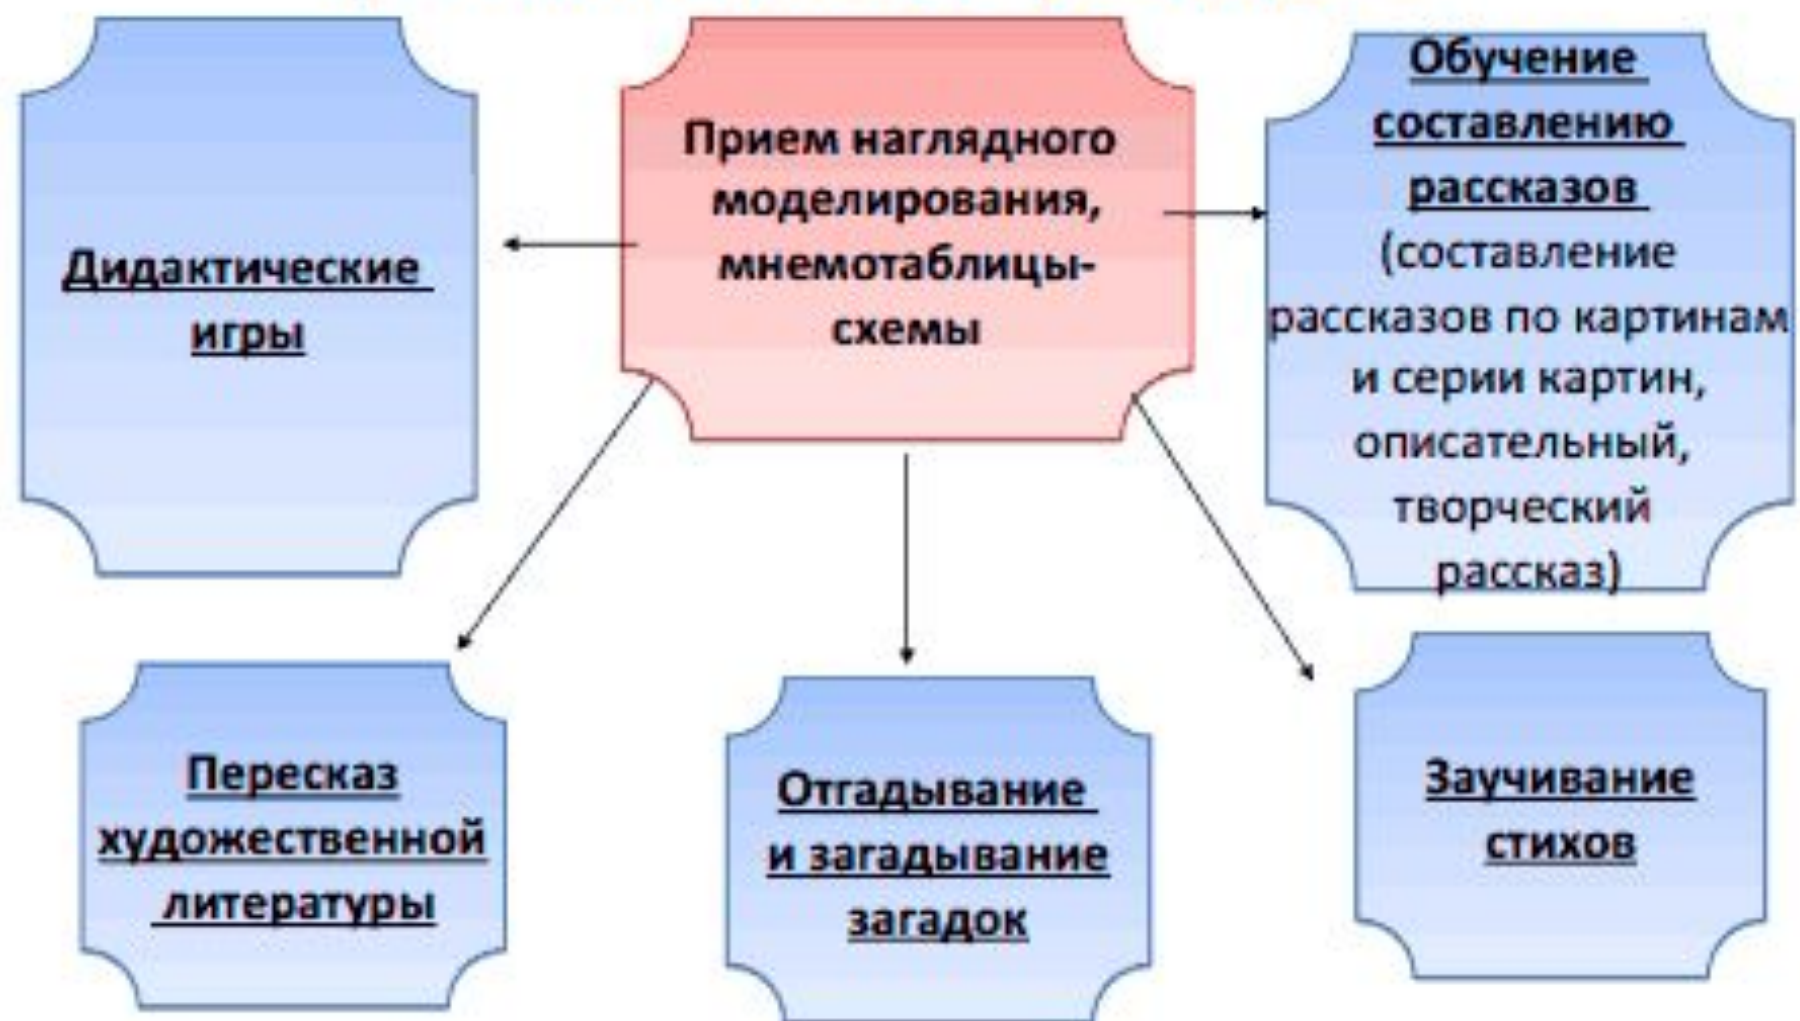 Дидактические
игры
Прием наглядного
моделирования,
мнемотаблицы-
схемы
Обучение
составлению
рассказов
(составление
рассказов по картинам
и серии картин,
описательный,
творческий
рассказ)
Пересказ
художественной
литературы
Отгадывание
и загадывание
загадок
Заучивание
стихов